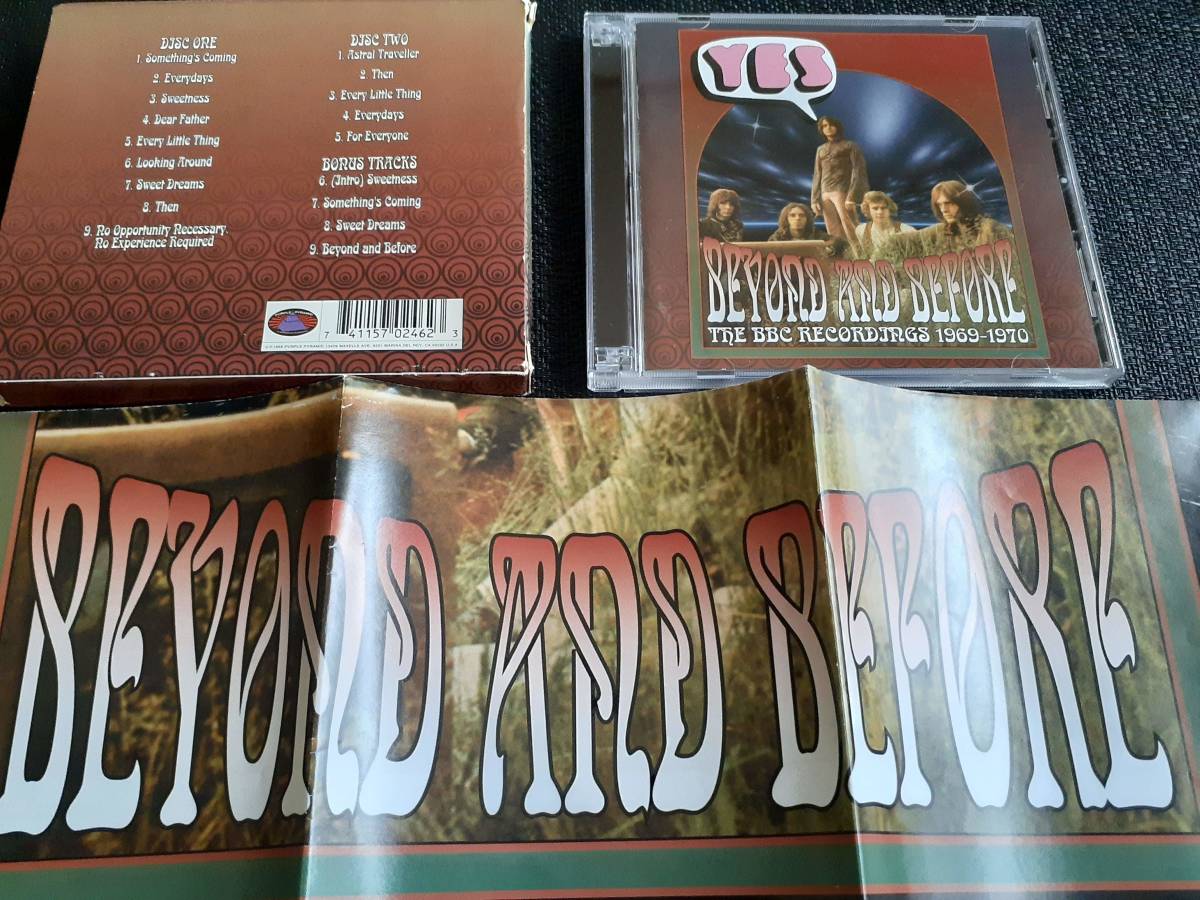 DISC ONE
1. Something's Coming
2. Everydays
3. Sweetness
4. Dear Father
5. Every Little Thing
6. Looking Around
7. Sweet Dreams
8. Then
9. No Opportunity Necessary,
No Experience Required
DISC TWO
1. Astral Traveller
2. Then
3. Every Little Thing
4. Everydays
5. For Everyone
BONUS TRACKS
6. (Intro) Sweetness
7. Something's Coming
8. Sweet Dreams
9. Beyond and Before
7 41157 02462 3
YES
BEYOND AND BEFORE
THE BBC RECORDINGS 1969-1970
BEYOND AND BEFORE